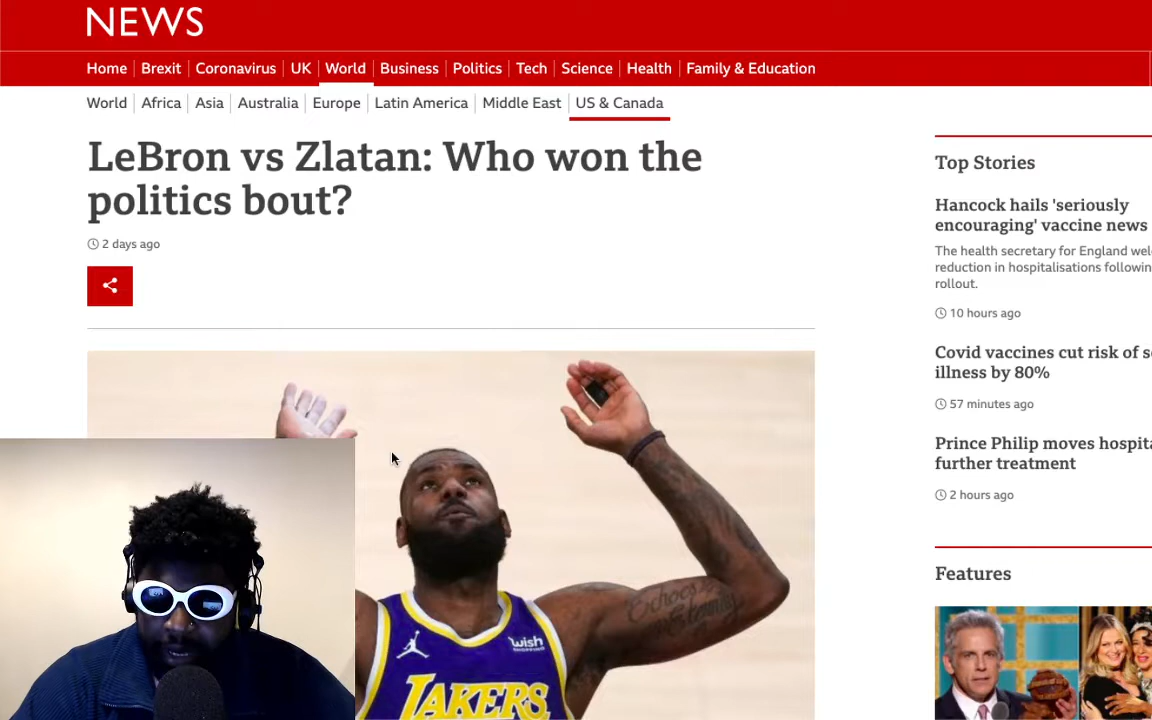 NEWS
Home Brexit Coronavirus UK World Business Politics Tech Science Health Family & Education
World Africa Asia Australia Europe Latin America Middle East US & Canada
LeBron vs Zlatan: Who won the
politics bout?
2 days ago
wish
LAKERS
Top Stories
Hancock hails 'seriously
encouraging' vaccine news
The health secretary for England
reduction in hospitalisations
rollout.
10 hours ago
Covid vaccines cut risk of
illness by 80%
57 minutes ago
Prince Philip moves
further treatment
2 hours ago
Features